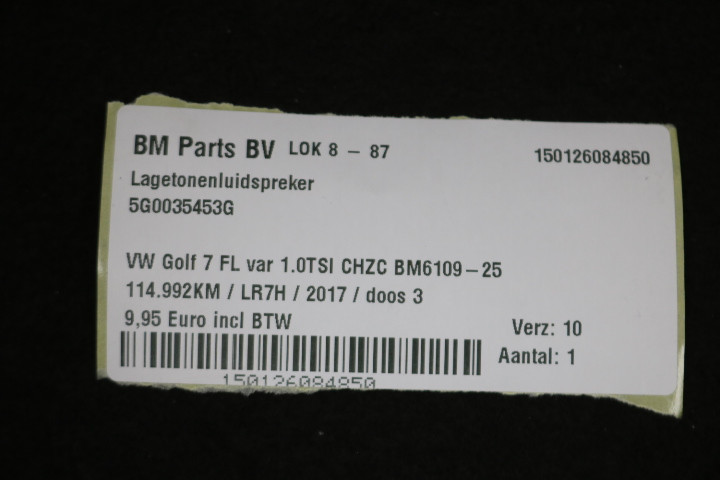 BM Parts BV LOK 8 - 87 150126084850
Lagetonenluidspreker
5G0035453G
VW Golf 7 FL var 1.0TSI CHZC BM6109-25
114.992KM / LR7H / 2017 / doos 3
9,95 Euro incl BTW
Verz: 10
Aantal: 1
150126084850